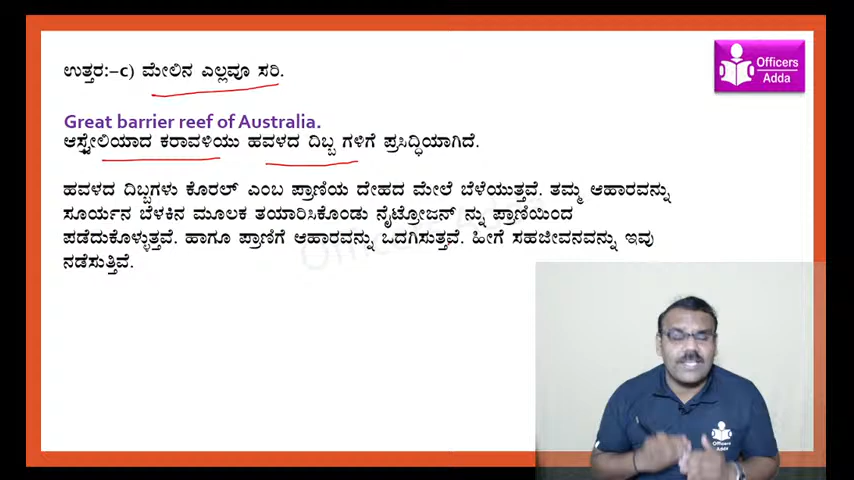 ಉತ್ತರ:–c) ಮೇಲಿನ ಎಲ್ಲವೂ ಸರಿ.
Officers
Adda
Great barrier reef of Australia.
ಆಸ್ಟ್ರೇಲಿಯಾದ ಕರಾವಳಿಯು ಹವಳದ ದಿಬ್ಬ ಗಳಿಗೆ ಪ್ರಸಿದ್ಧಿಯಾಗಿದೆ.
ಹವಳದ ದಿಬ್ಬಗಳು ಕೊರಲ್ ಎಂಬ ಪ್ರಾಣಿಯ ದೇಹದ ಮೇಲೆ ಬೆಳೆಯುತ್ತವೆ. ತಮ್ಮ ಆಹಾರವನ್ನು
ಸೂರ್ಯನ ಬೆಳಕಿನ ಮೂಲಕ ತಯಾರಿಸಿಕೊಂಡು ನೈಟ್ರೋಜನ್ ನ್ನು ಪ್ರಾಣಿಯಿಂದ
ಪಡೆದುಕೊಳ್ಳುತ್ತವೆ. ಹಾಗೂ ಪ್ರಾಣಿಗೆ ಆಹಾರವನ್ನು ಒದಗಿಸುತ್ತವೆ. ಹೀಗೆ ಸಹಜೀವನವನ್ನು ಇವು
ನಡೆಸುತ್ತಿವೆ.
Officers
Adda